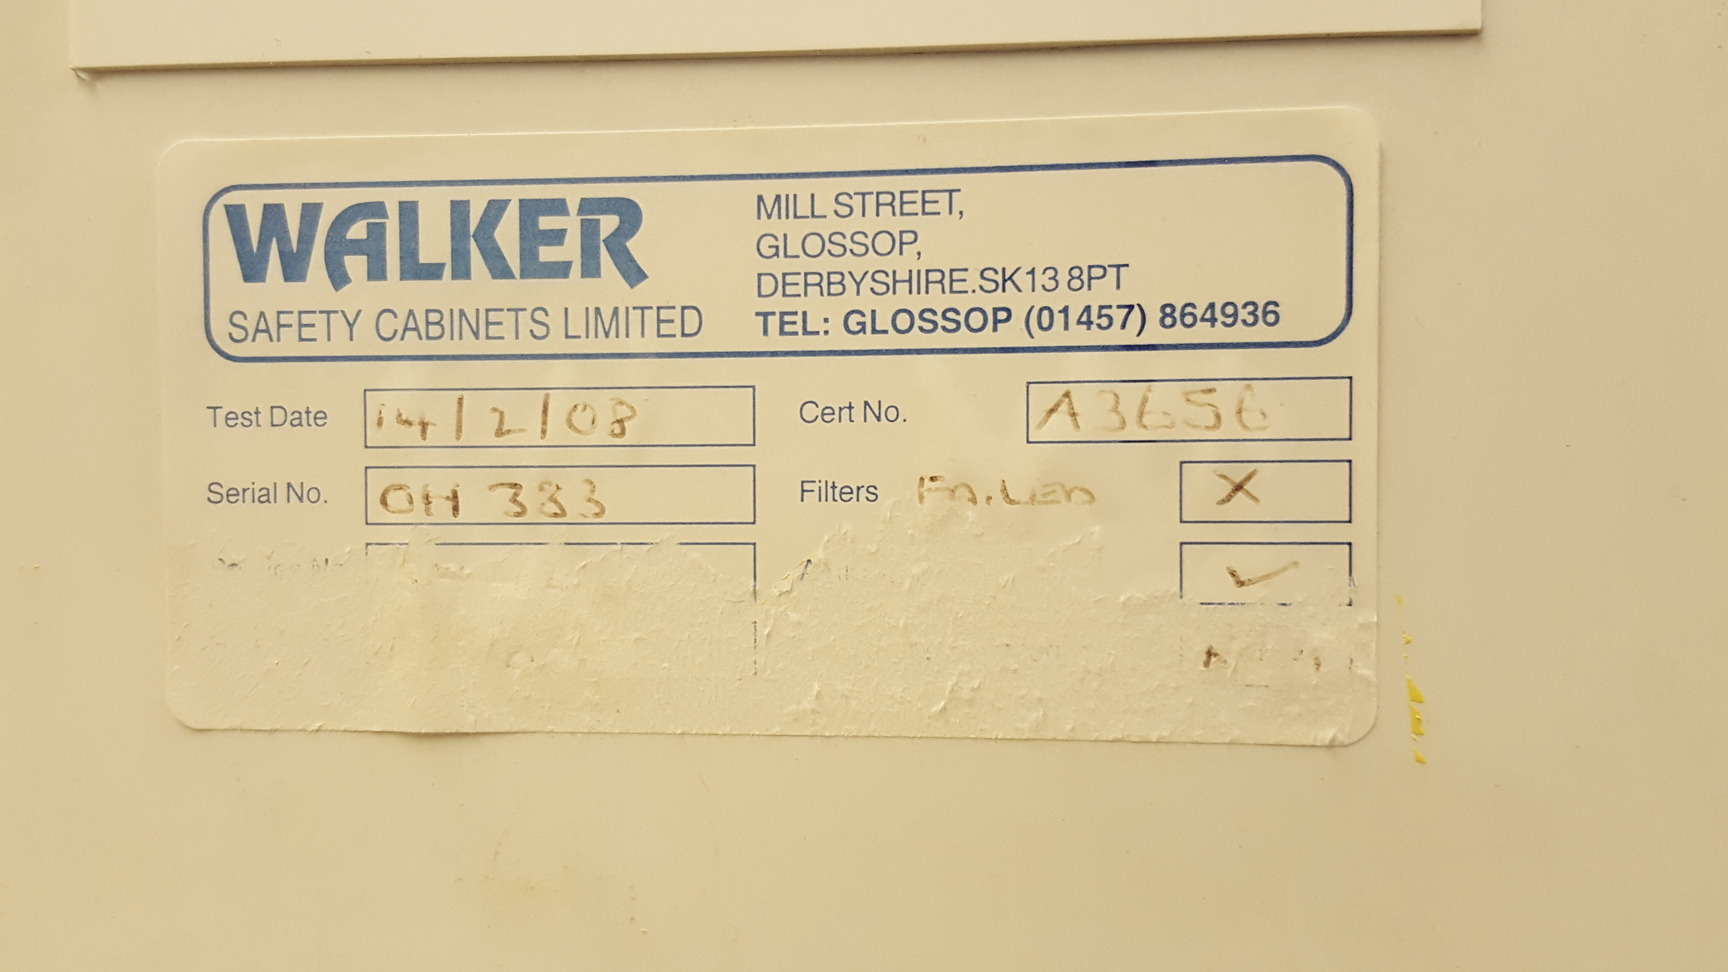 WALKER
SAFETY CABINETS LIMITED
MILL STREET,
GLOSSOP,
DERBYSHIRE.SK13 8PT
TEL: GLOSSOP (01457) 864936
Test Date 14/2/08
Cert No. A3656
Serial No. OH 333
Filters FAiLED X
✓